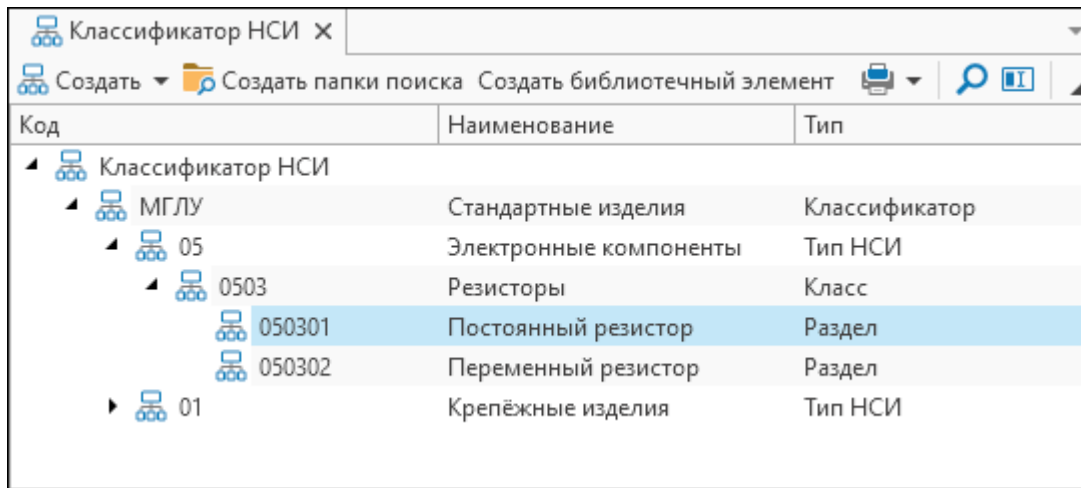 Классификатор НСИ
Создать Создать папки поиска Создать библиотечный элемент
Код Наименование Тип
Классификатор НСИ
МГЛУ Стандартные изделия Классификатор
05 Электронные компоненты Тип НСИ
0503 Резисторы Класс
050301 Постоянный резистор Раздел
050302 Переменный резистор Раздел
01 Крепёжные изделия Тип НСИ